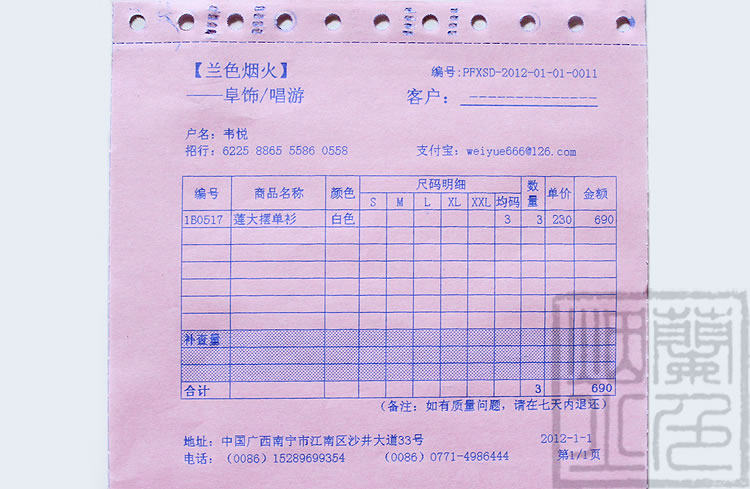 【兰色烟火】
编号:PFXSD-2012-01-01-0011
——阜饰/唱游
客户:
户名: 韦悦
招行: 6225 8865 5586 0558
支付宝: weiyue666@126.com
编号 商品名称 颜色 尺码明细 数量 单价 金额
S M L XL XXL 均码
1B0517 莲大摆单衫 白色 3 3 230 690
补查量
合计 3 690
(备注: 如有质量问题, 请在七天内退还)
地址: 中国广西南宁市江南区沙井大道33号 2012-1-1
电话: (0086) 15289699354 (0086) 0771-4986444 第1/1页
蘭色烟火